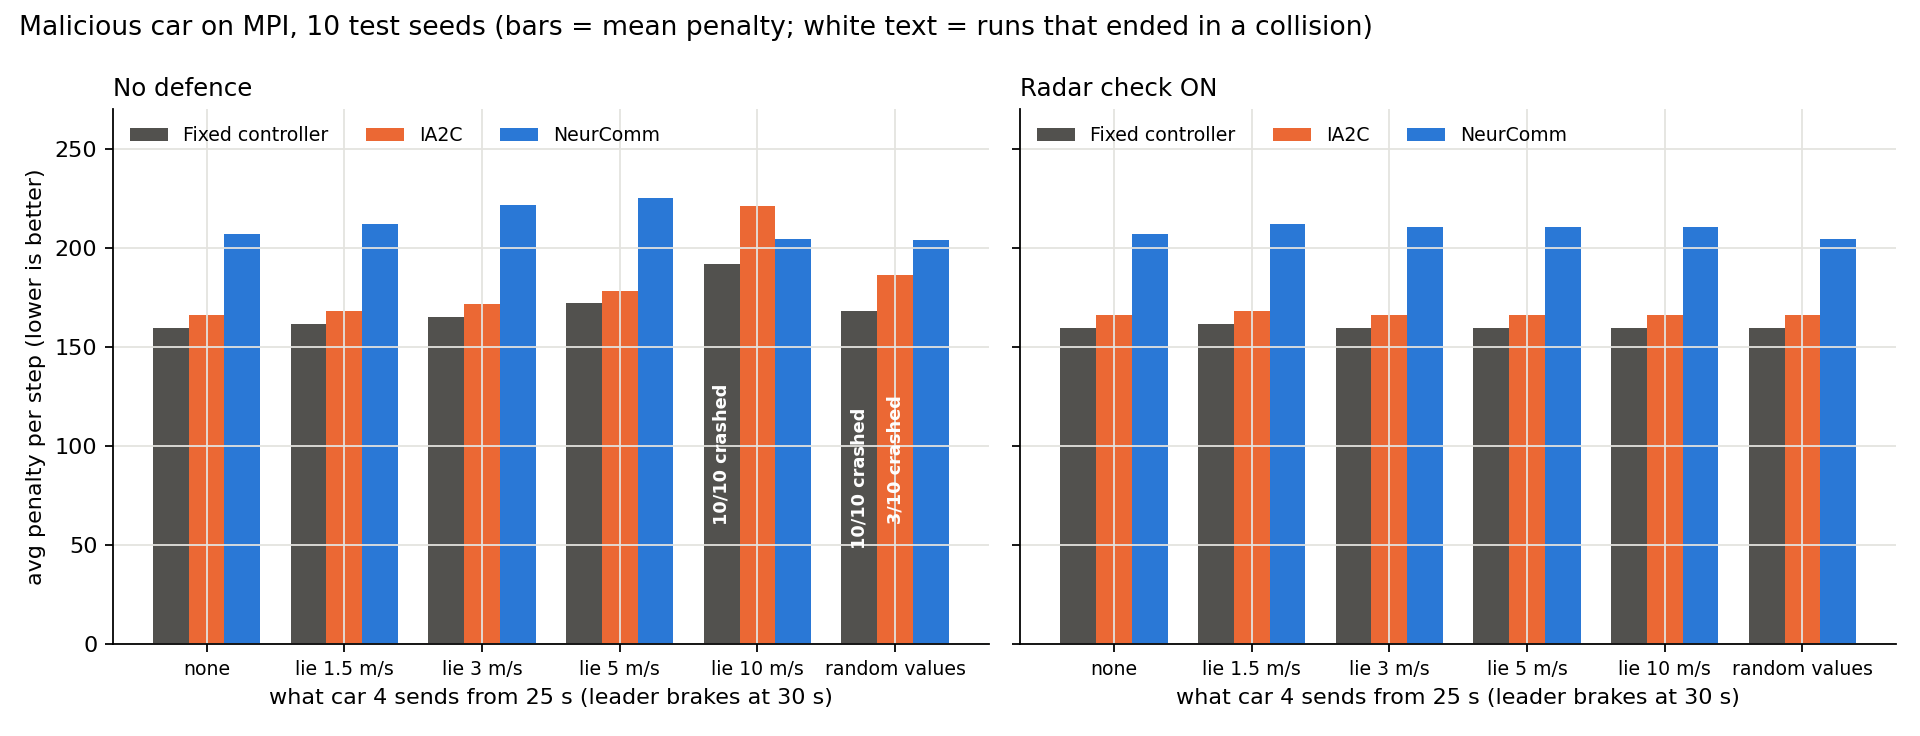 Malicious car on MPI, 10 test seeds (bars = mean penalty; white text = runs that ended in a collision)
No defence
Fixed controller IA2C NeurComm
avg penalty per step (lower is better)
250
200
150
100
50
0
10/10 crashed
10/10 crashed
3/10 crashed
none lie 1.5 m/s lie 3 m/s lie 5 m/s lie 10 m/s random values
what car 4 sends from 25 s (leader brakes at 30 s)
Radar check ON
Fixed controller IA2C NeurComm
none lie 1.5 m/s lie 3 m/s lie 5 m/s lie 10 m/s random values
what car 4 sends from 25 s (leader brakes at 30 s)